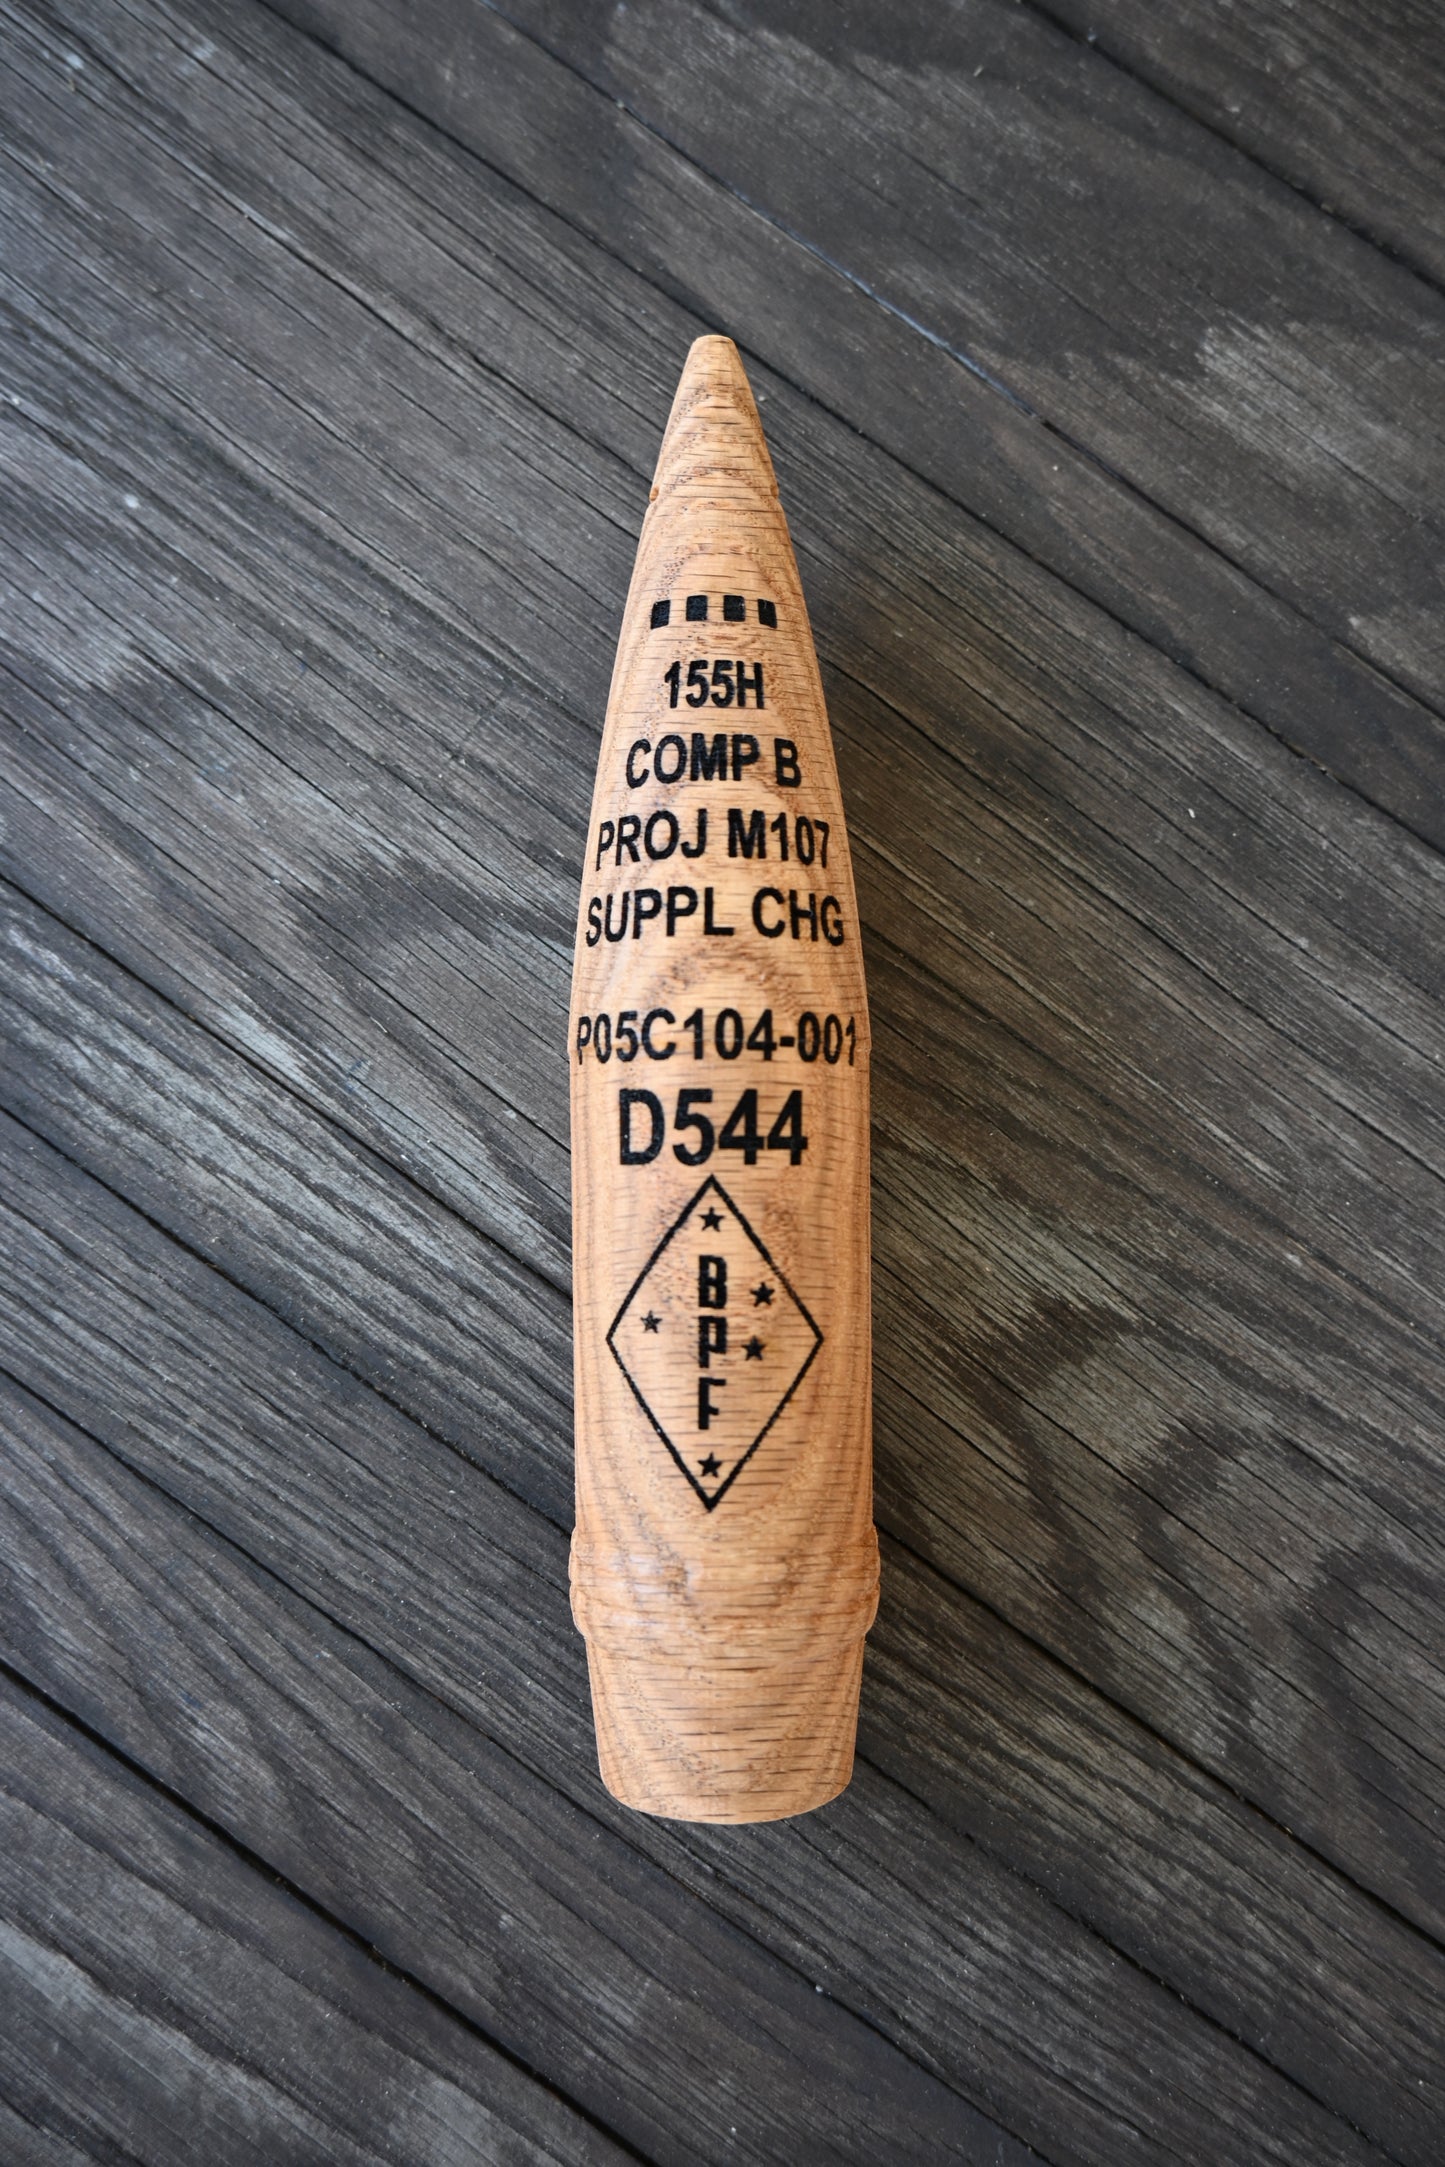 155H
COMP B
PROJ M107
SUPPL CHG
P05C104-001
D544
B
P
F